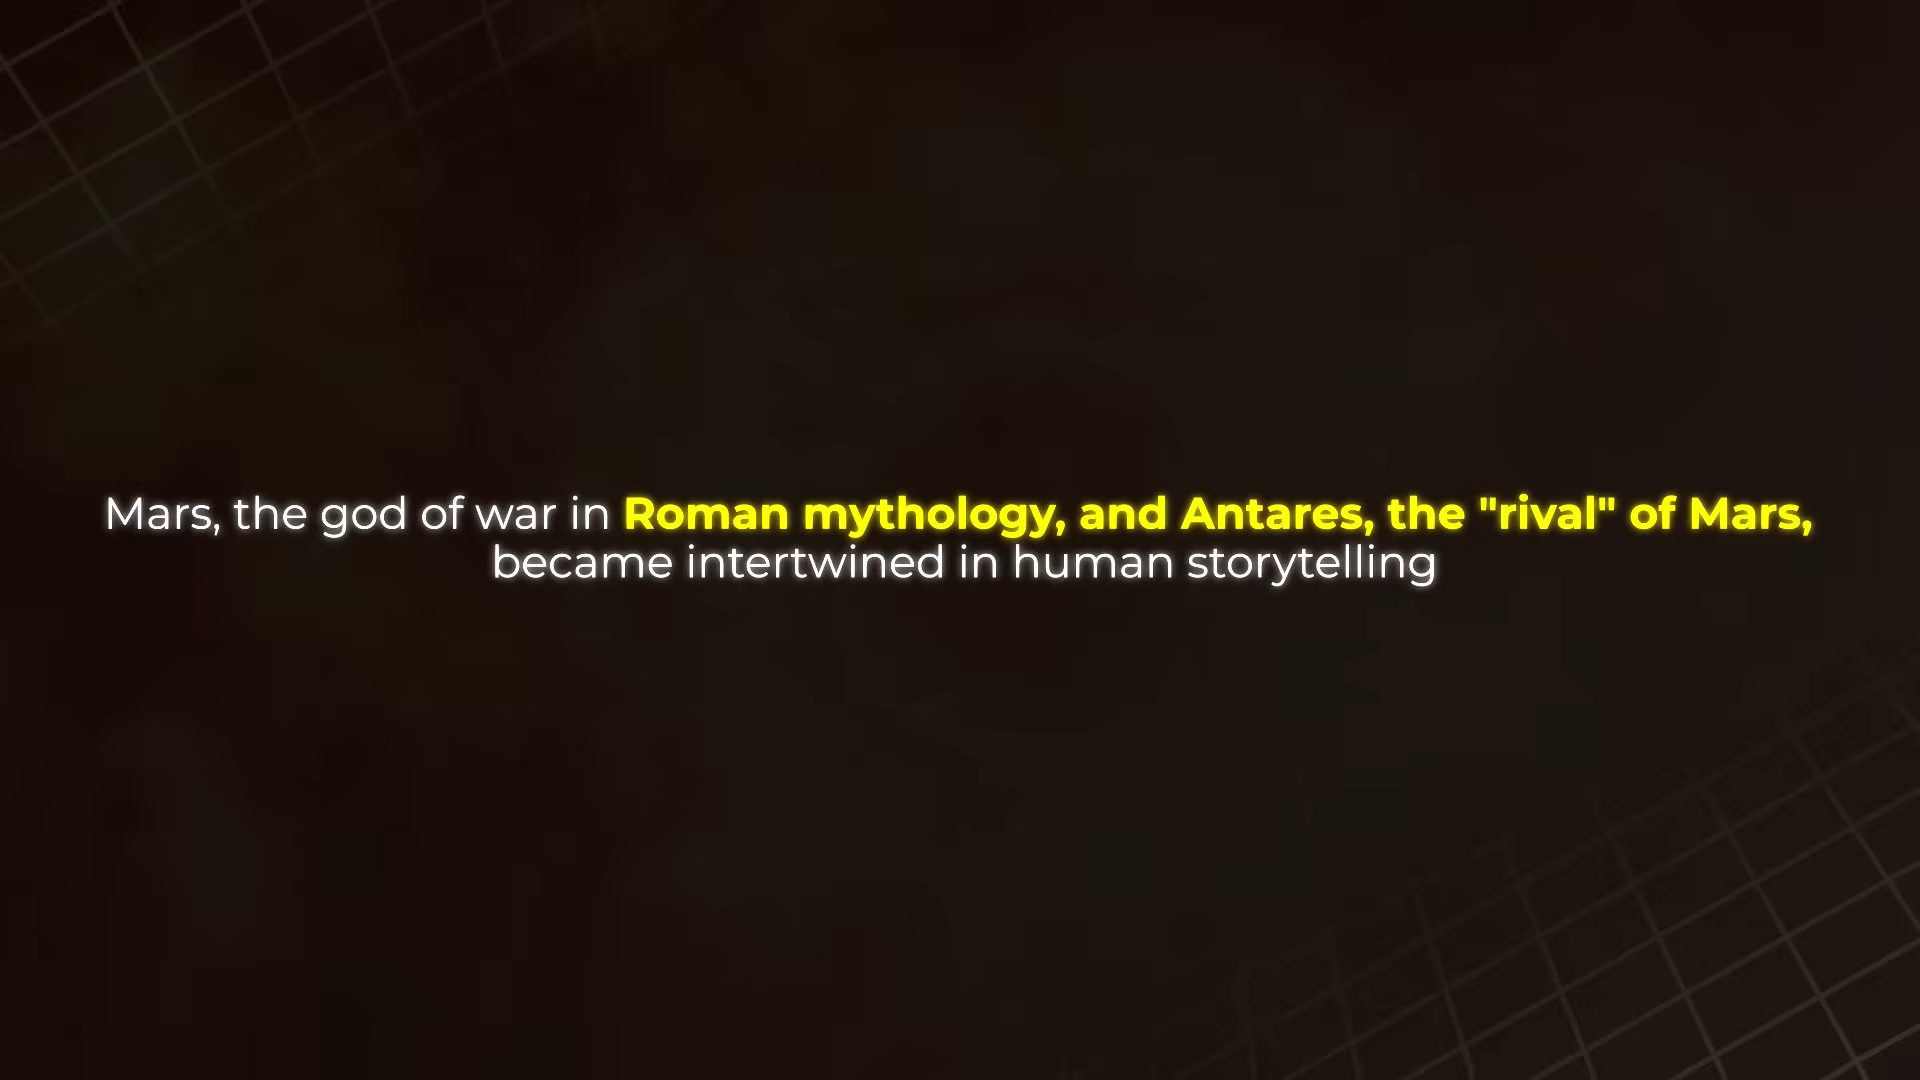 Mars, the god of war in Roman mythology, and Antares, the "rival" of Mars,
became intertwined in human storytelling